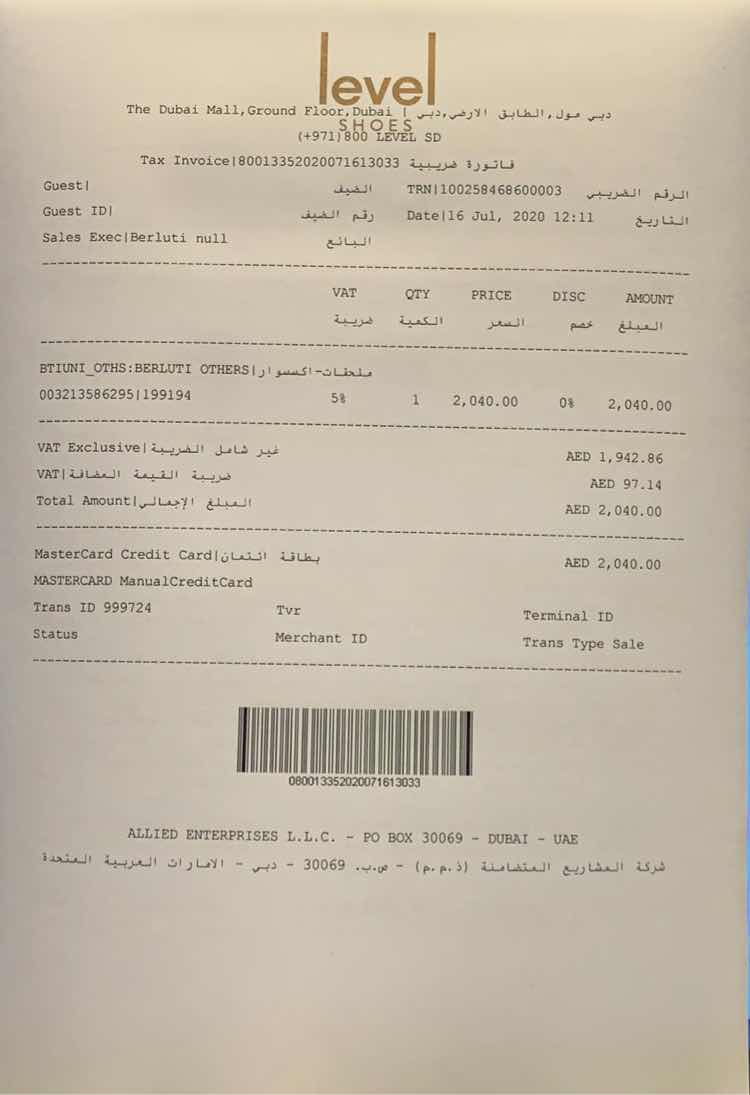 level
The Dubai Mall,Ground Floor,Dubai | دبي مول,الطابق الارضي,دبي
SHOES
(+971)800 LEVEL SD
Tax Invoice|80013352020071613033 فاتورة ضريبية
Guest| الضيف TRN|100258468600003 الرقم الضريبي
Guest ID| رقم الضيف Date|16 Jul, 2020 12:11 التاريخ
Sales Exec|Berluti null البائع
VAT QTY PRICE DISC AMOUNT
ضريبة الكمية السعر خصم المبلغ
BTIUNI_OTHS:BERLUTI OTHERS|ملحقات-اكسسوار
003213586295|199194 5% 1 2,040.00 0% 2,040.00
VAT Exclusive|غير شامل الضريبة AED 1,942.86
VAT|ضريبة القيمة المضافة AED 97.14
Total Amount|المبلغ الإجمالي AED 2,040.00
MasterCard Credit Card|بطاقة ائتمان AED 2,040.00
MASTERCARD ManualCreditCard
Trans ID 999724 Tvr Terminal ID
Status Merchant ID Trans Type Sale
080013352020071613033
ALLIED ENTERPRISES L.L.C. - PO BOX 30069 - DUBAI - UAE
شركة المشاريع المتضامنة (ذ.م.م) - ص.ب. 30069 - دبي - الامارات العربية المتحدة